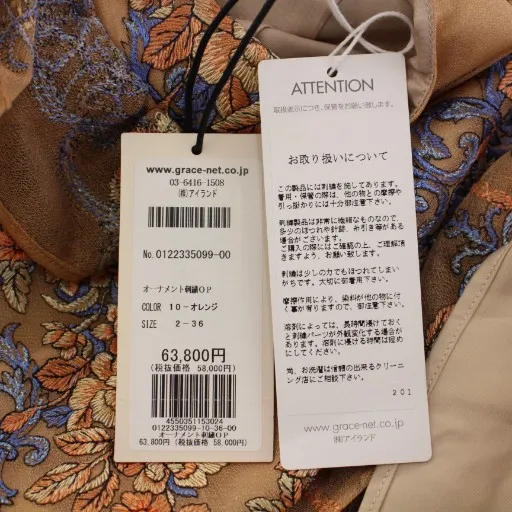 www.grace-net.co.jp
03-6416-1508
(株)アイランド
No.0122335099-00
オーナメント刺繍OP
COLOR 10-オレンジ
SIZE 2-36
63,800円
(税抜価格 58,000円)
4550351153024
0122335099-10-36-00
オーナメント刺繍OP
63,800円(税抜価格 58,000円)
ATTENTION
取扱表示につき、保管をお願い致します。
お取り扱いについて
この製品には刺繍を施してあります。
着用・保管の際は、他の物との摩擦や
引っ掛かりには十分御注意下さい。
刺繍製品は非常に繊細なものなので、
多少のほつれや針跡、糸引き等がある
場合がございます。
ご購入の際にはご確認の上、ご理解頂
きますよう、お願い致します。
刺繍は少しの力でもほつれてしまい
がちです。大切に御着用下さい。
摩擦作用により、染料が他の物に付
く事が有りますので、御注意下さい。
溶剤によっては、長時間浸けておく
と刺繍パーツが外観変化する場合が
あります。溶剤に浸ける時間は短め
にしてください。
尚、お洗濯は信頼の出来るクリーニ
ング店にご相談下さい。
201
www.grace-net.co.jp
(株)アイランド